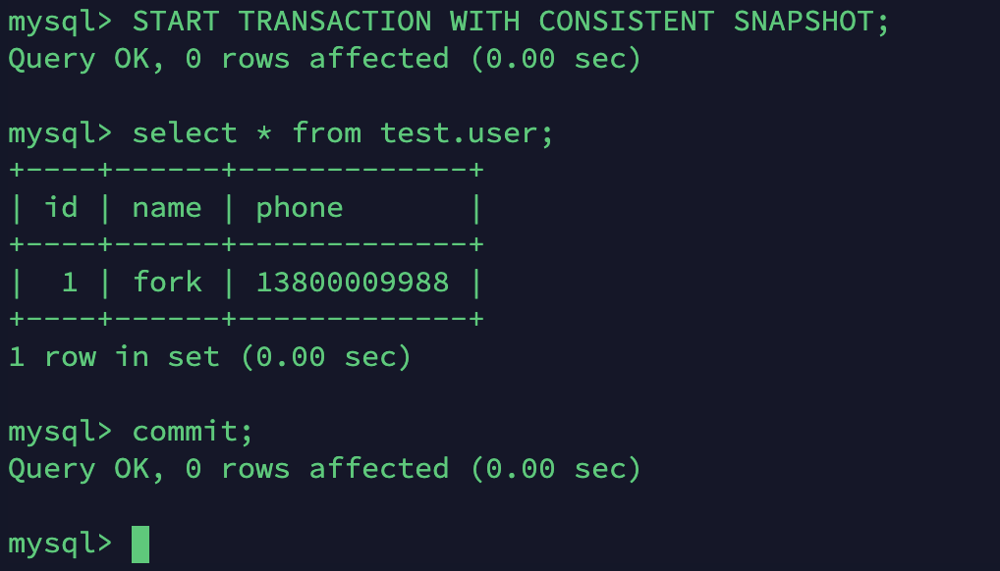 mysql> START TRANSACTION WITH CONSISTENT SNAPSHOT;
Query OK, 0 rows affected (0.00 sec)

mysql> select * from test.user;
+----+------+-------------+
| id | name | phone       |
+----+------+-------------+
|  1 | fork | 13800009988 |
+----+------+-------------+
1 row in set (0.00 sec)

mysql> commit;
Query OK, 0 rows affected (0.00 sec)

mysql>